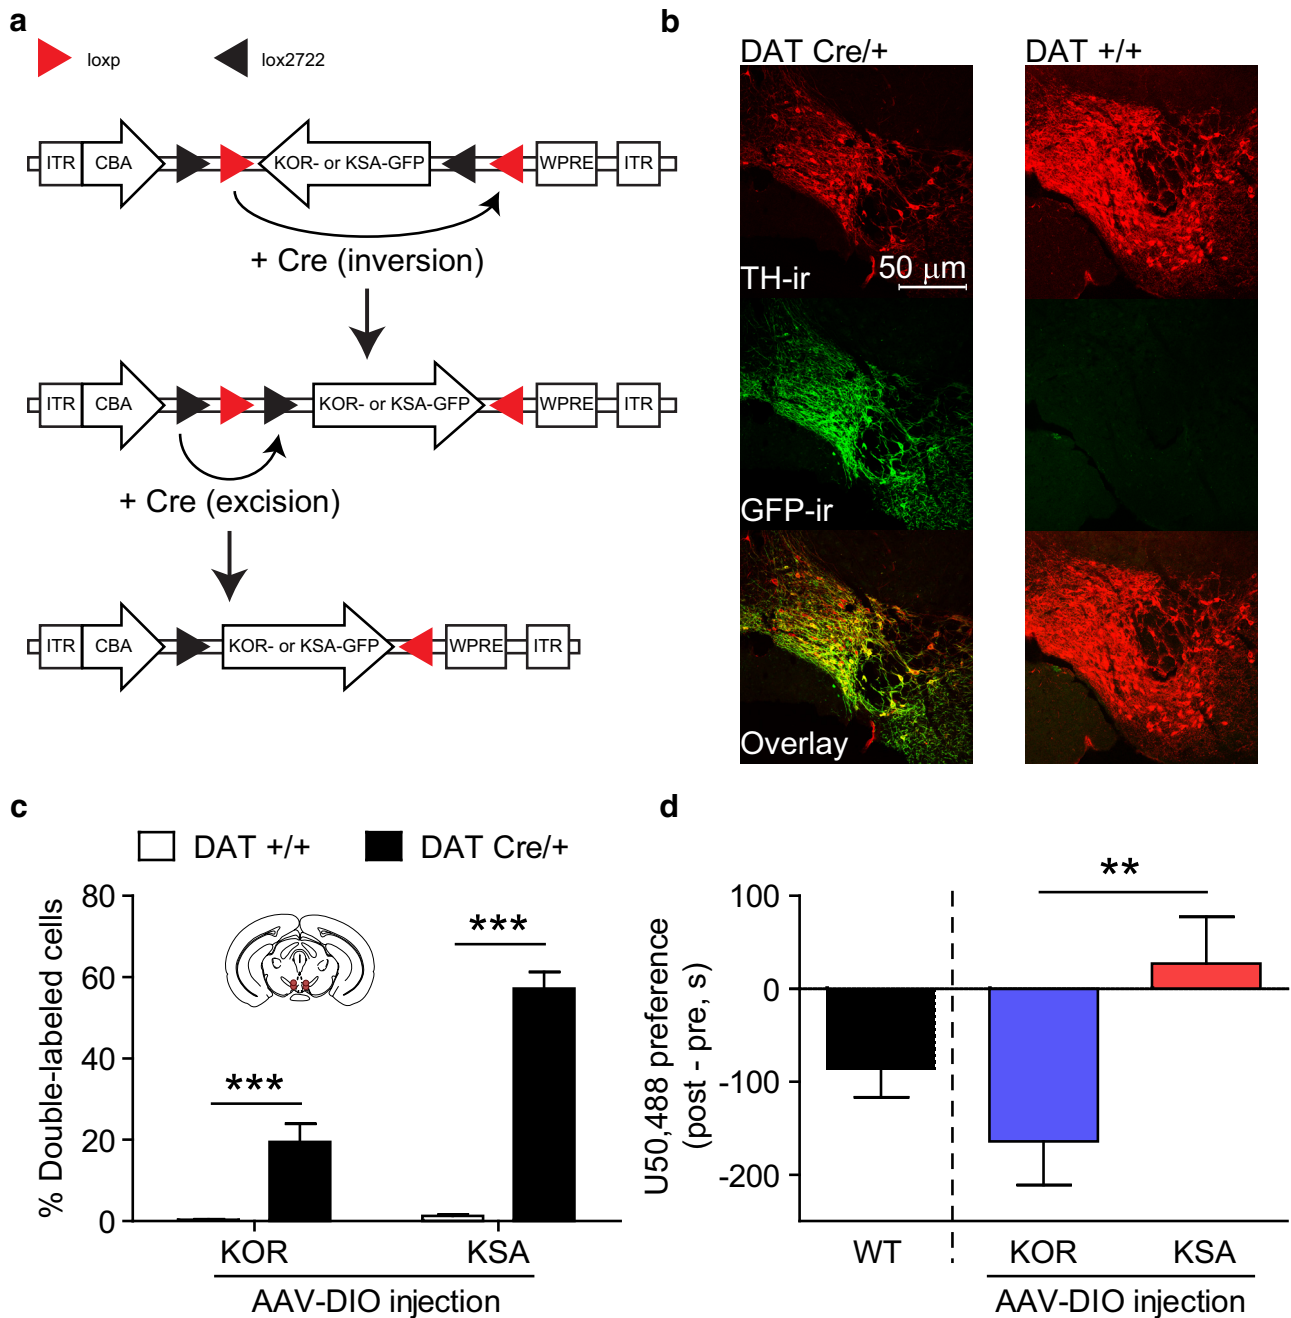 a
loxp
lox2722
ITR CBA KOR- or KSA-GFP WPRE ITR
+ Cre (inversion)
ITR CBA KOR- or KSA-GFP WPRE ITR
+ Cre (excision)
ITR CBA KOR- or KSA-GFP WPRE ITR
b
DAT Cre/+
DAT +/+
TH-ir
50 µm
GFP-ir
Overlay
c
DAT +/+
DAT Cre/+
% Double-labeled cells
80
60
40
20
0
***
***
KOR
KSA
AAV-DIO injection
d
U50,488 preference
(post - pre, s)
100
0
-100
-200
**
WT
KOR
KSA
AAV-DIO injection